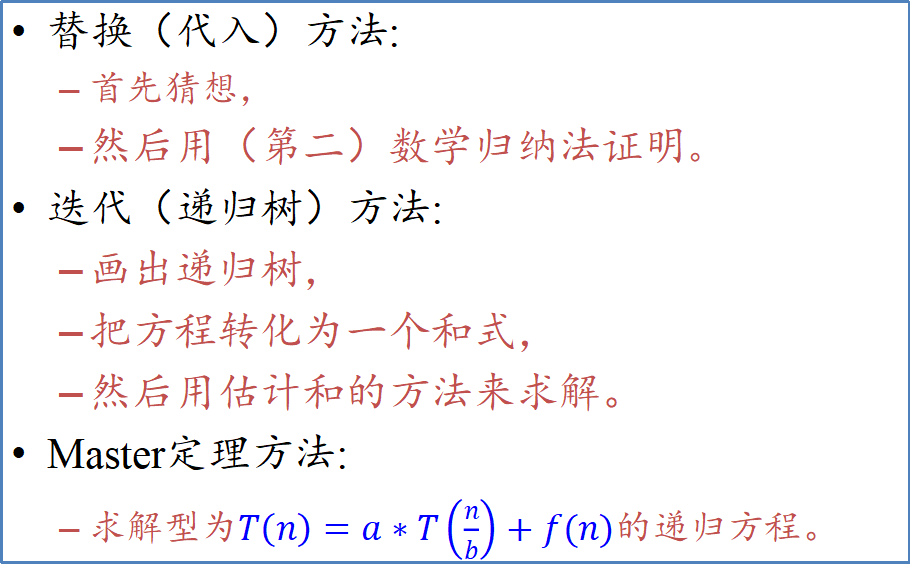 • 替换（代入）方法:
– 首先猜想，
– 然后用（第二）数学归纳法证明。
• 迭代（递归树）方法:
– 画出递归树，
– 把方程转化为一个和式，
– 然后用估计和的方法来求解。
• Master定理方法:
– 求解型为T(n) = a * T(n/b) + f(n)的递归方程。